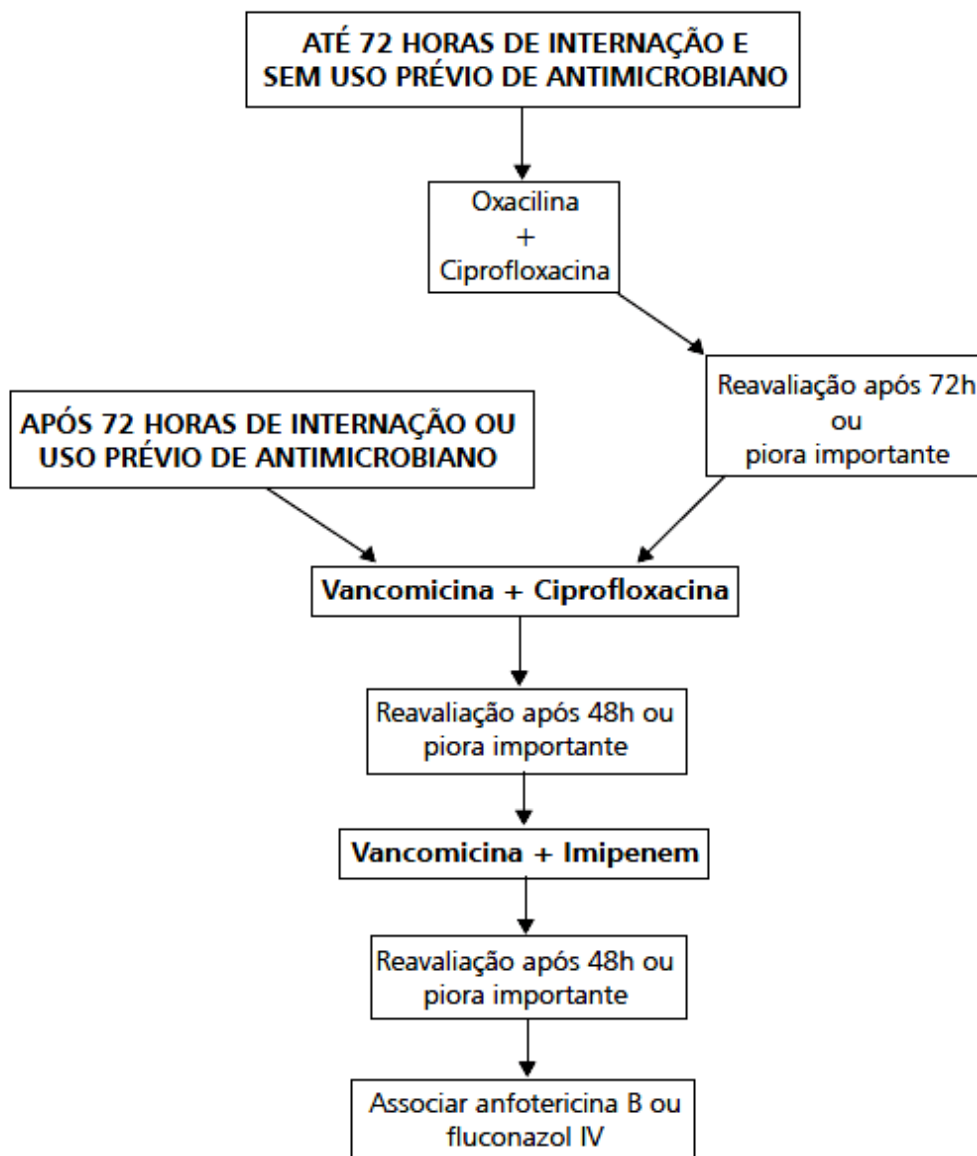 ATÉ 72 HORAS DE INTERNAÇÃO E
SEM USO PRÉVIO DE ANTIMICROBIANO
Oxacilina
+
Ciprofloxacina
Reavaliação após 72h
ou
piora importante
APÓS 72 HORAS DE INTERNAÇÃO OU
USO PRÉVIO DE ANTIMICROBIANO
Vancomicina + Ciprofloxacina
Reavaliação após 48h ou
piora importante
Vancomicina + Imipenem
Reavaliação após 48h ou
piora importante
Associar anfotericina B ou
fluconazol IV